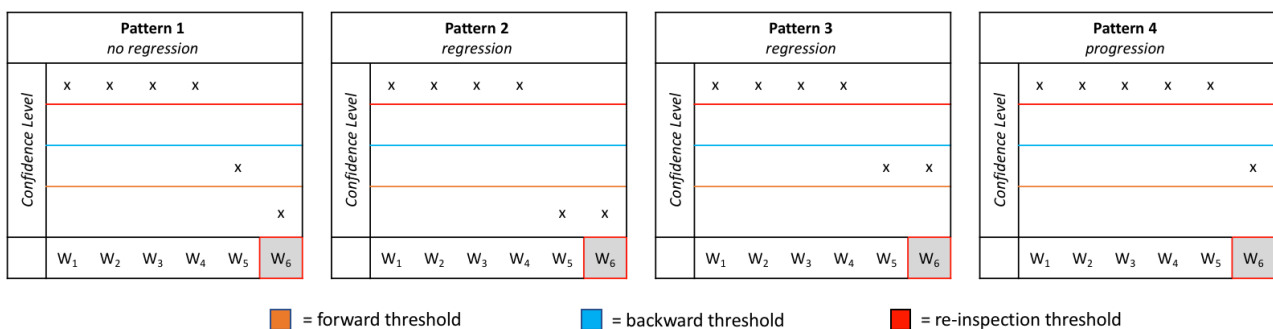 Pattern 1
no regression
Confidence Level
x x x x
x
x
W₁ W₂ W₃ W₄ W₅ W₆
Pattern 2
regression
Confidence Level
x x x x
x x
W₁ W₂ W₃ W₄ W₅ W₆
Pattern 3
regression
Confidence Level
x x x x
x x
W₁ W₂ W₃ W₄ W₅ W₆
Pattern 4
progression
Confidence Level
x x x x x
x
W₁ W₂ W₃ W₄ W₅ W₆
= forward threshold = backward threshold = re-inspection threshold